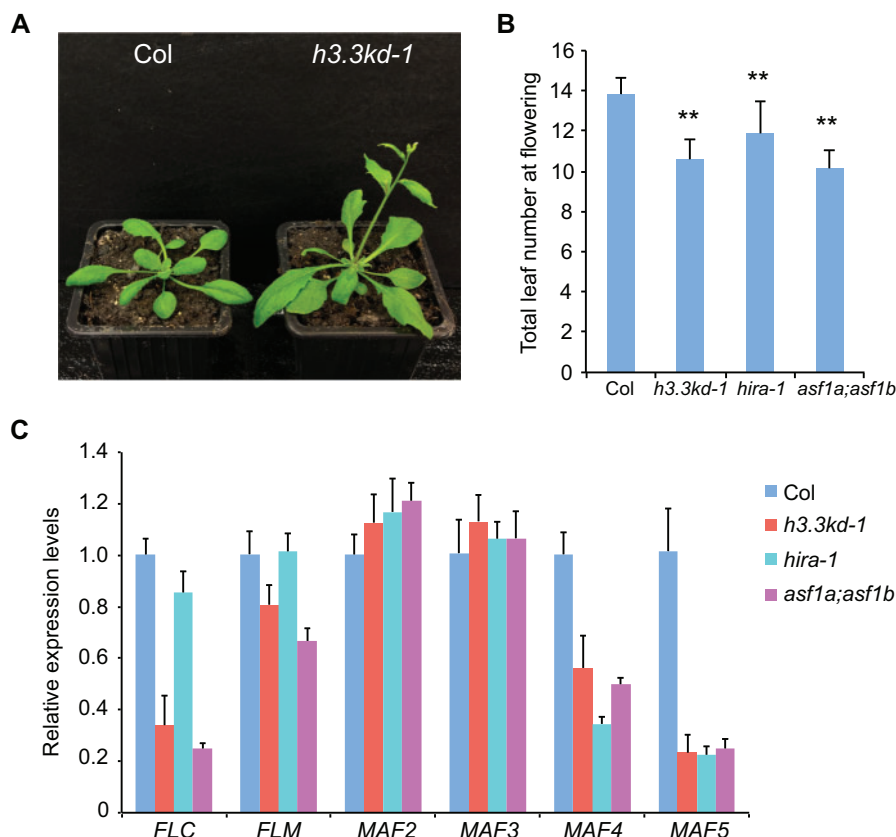 A
Col
h3.3kd-1
B
Total leaf number at flowering
16
14
12
10
8
6
4
2
0
**
**
**
Col
h3.3kd-1
hira-1
asf1a;asf1b
C
Relative expression levels
1.4
1.2
1.0
0.8
0.6
0.4
0.2
0
FLC
FLM
MAF2
MAF3
MAF4
MAF5
Col
h3.3kd-1
hira-1
asf1a;asf1b